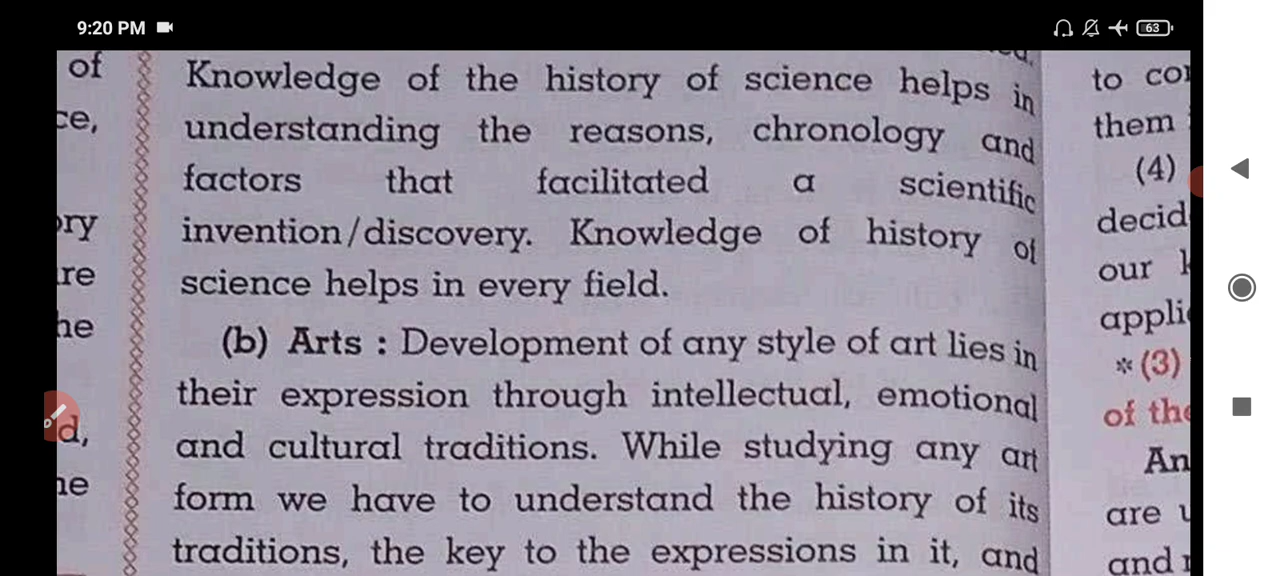 9:20 PM
63
of
ce,
ory
re
he
d,
he
Knowledge of the history of science helps in
understanding the reasons, chronology and
factors that facilitated a scientific
invention/discovery. Knowledge of history of
science helps in every field.
(b) Arts : Development of any style of art lies in
their expression through intellectual, emotional
and cultural traditions. While studying any art
form we have to understand the history of its
traditions, the key to the expressions in it, and
to
them
(4)
decid
our
applic
* (3)
of the
An
are
and